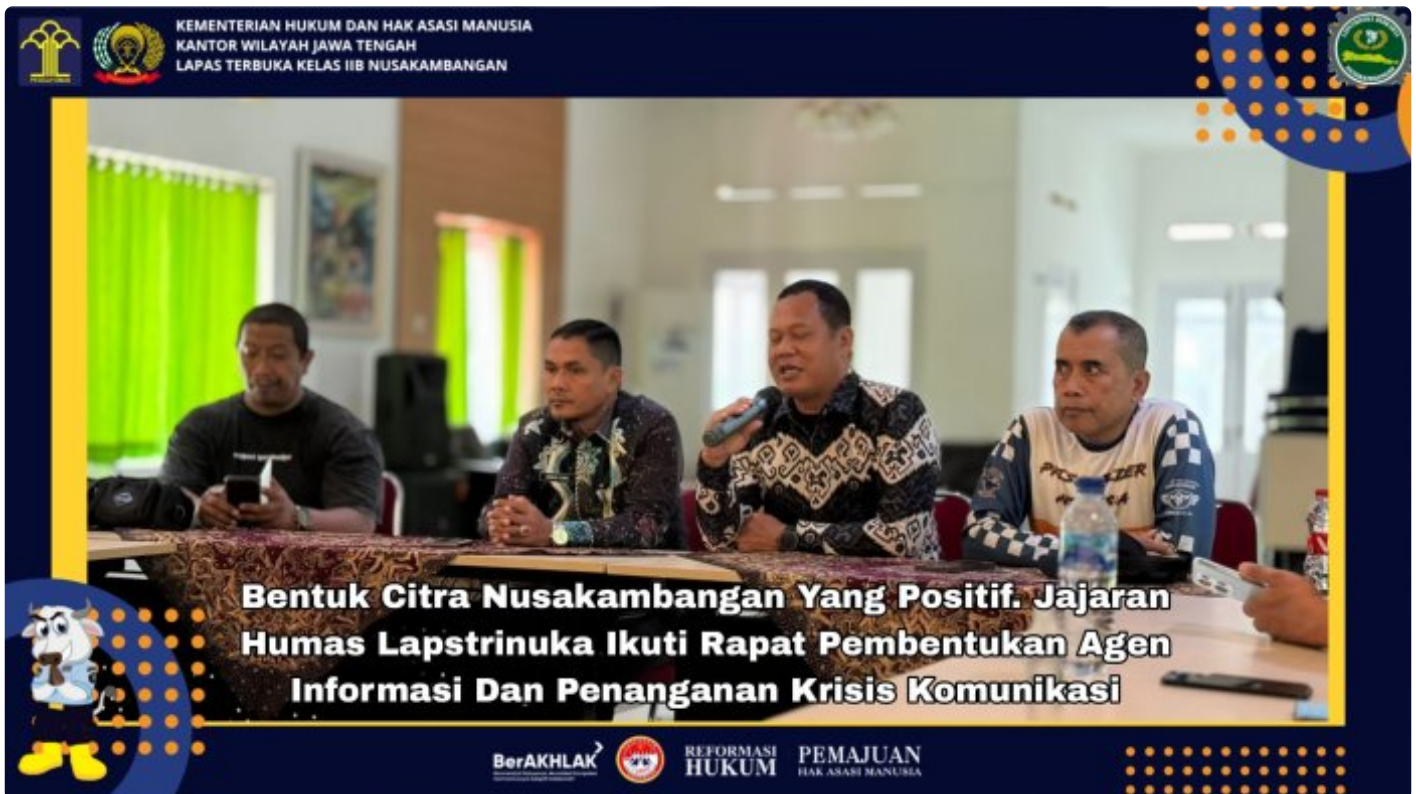 KEMENTERIAN HUKUM DAN HAK ASASI MANUSIA
KANTOR WILAYAH JAWA TENGAH
LAPAS TERBUKA KELAS IIB NUSAKAMBANGAN
PENGAYOMAN
Bentuk Citra Nusakambangan Yang Positif. Jajaran
Humas Lapstrinuka Ikuti Rapat Pembentukan Agen
Informasi Dan Penanganan Krisis Komunikasi
BerAKHLAK
REFORMASI
HUKUM
PEMAJUAN
HAK ASASI MANUSIA